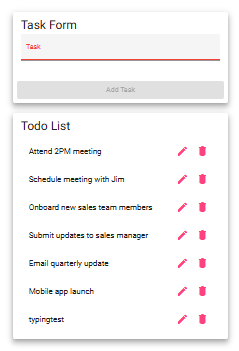 Task Form
Task
Add Task
Todo List
Attend 2PM meeting
Schedule meeting with Jim
Onboard new sales team members
Submit updates to sales manager
Email quarterly update
Mobile app launch
typingtest